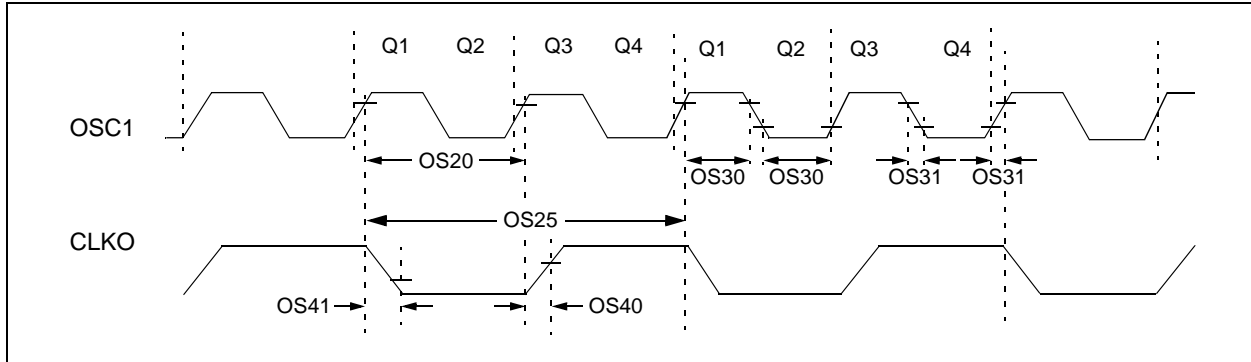 Q1 Q2 Q3 Q4 Q1 Q2 Q3 Q4
OSC1
OS20
OS30 OS30 OS31 OS31
OS25
CLKO
OS41 OS40